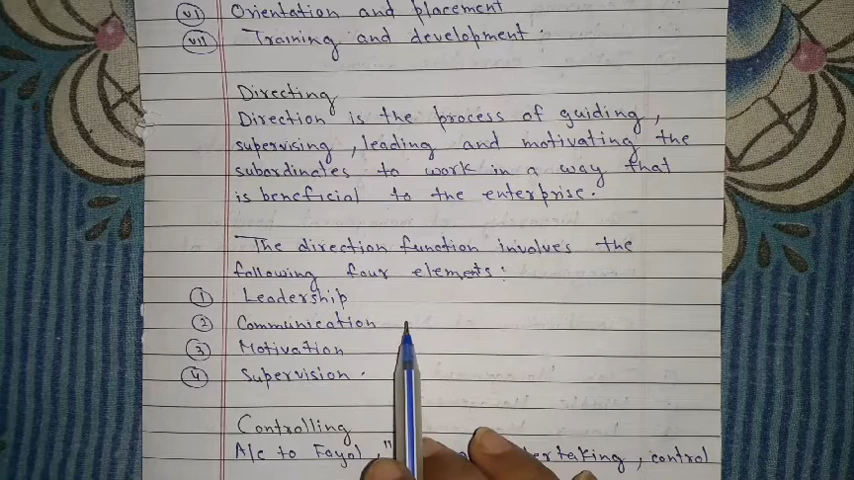 (vi) Orientation and placement
(vii) Training and development.
Directing
Direction is the process of guiding,
supervising, leading and motivating the
subordinates to work in a way that
is beneficial to the enterprise.
The direction function involves the
following four elements:
(1) Leadership
(2) Communication
(3) Motivation
(4) Supervision.
Controlling
A/c to Fayol, " control